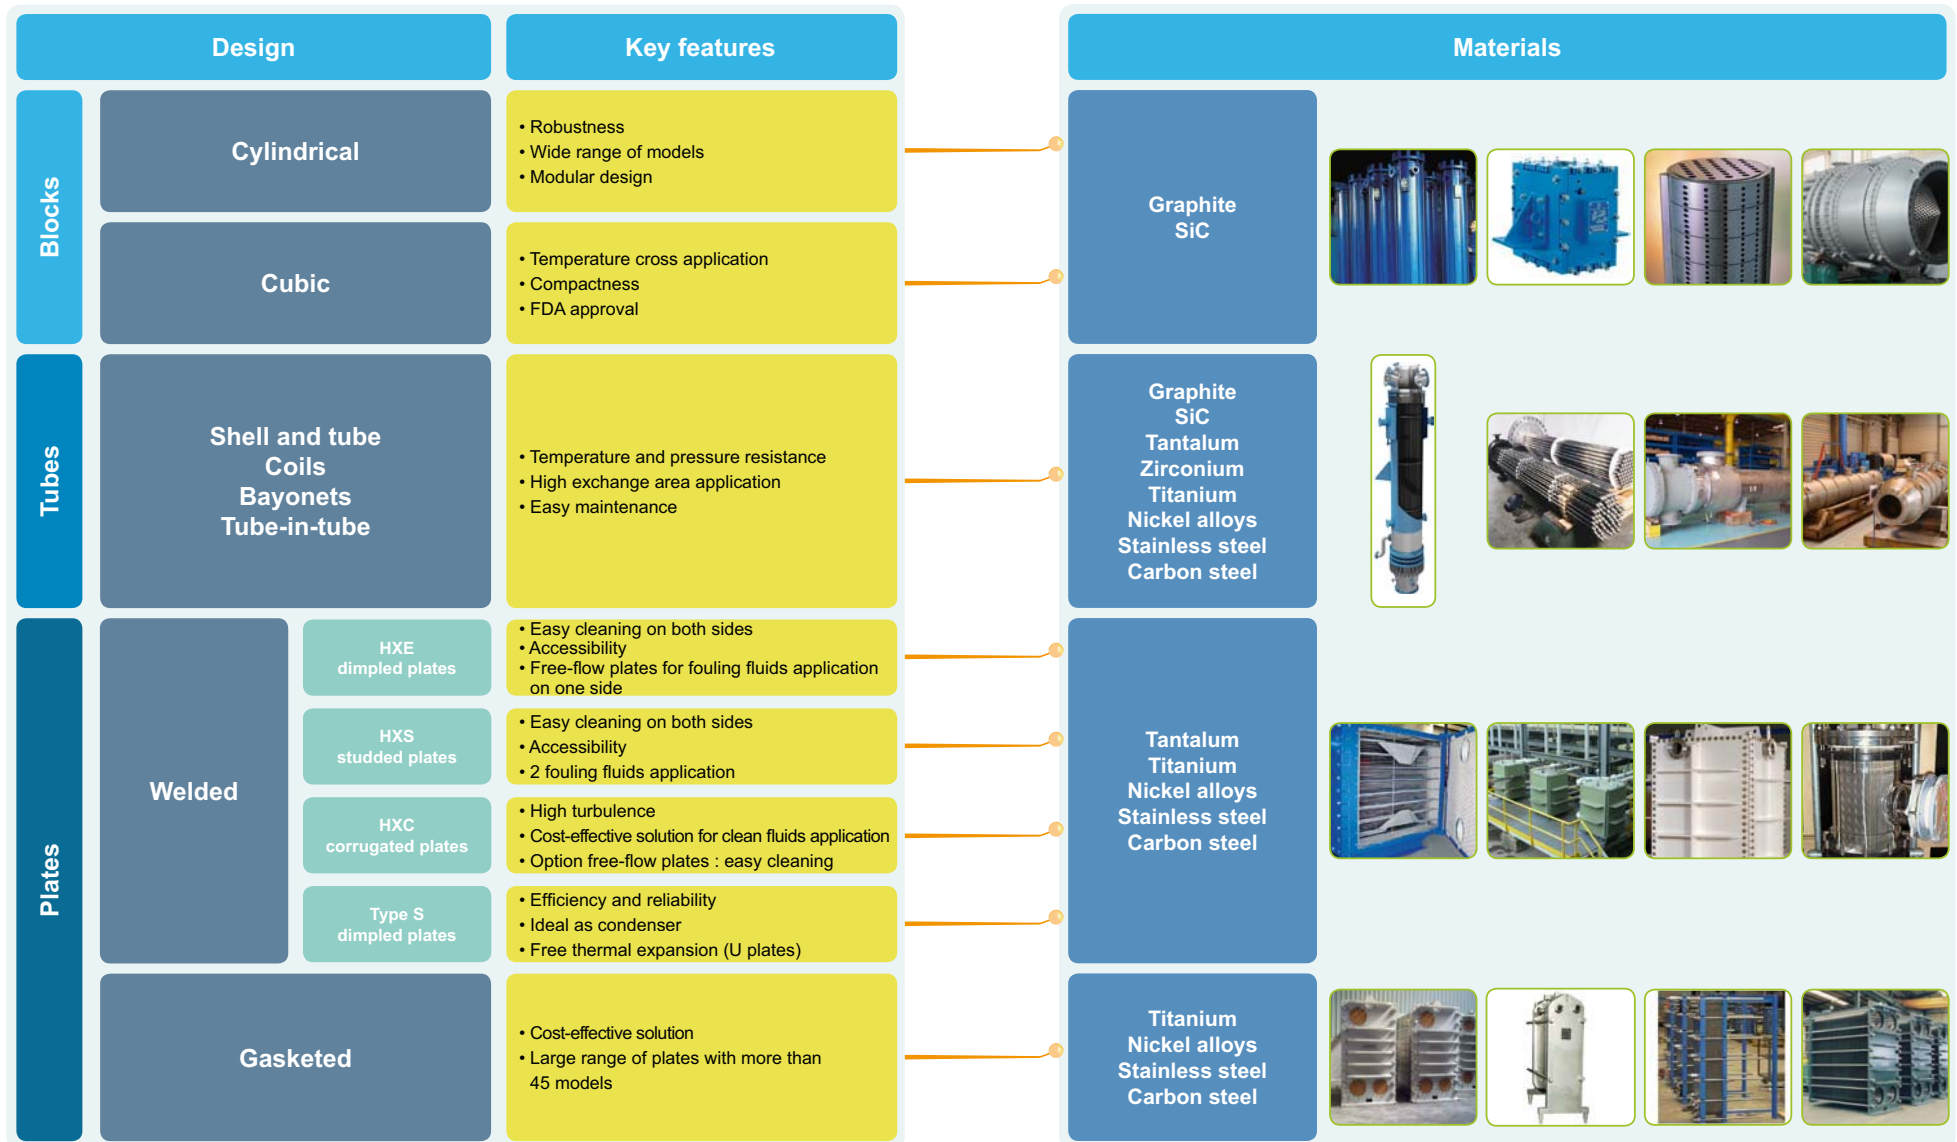 Design
Key features
Materials
Blocks
Cylindrical
• Robustness
• Wide range of models
• Modular design
Cubic
• Temperature cross application
• Compactness
• FDA approval
Graphite
SiC
Tubes
Shell and tube
Coils
Bayonets
Tube-in-tube
• Temperature and pressure resistance
• High exchange area application
• Easy maintenance
Graphite
SiC
Tantalum
Zirconium
Titanium
Nickel alloys
Stainless steel
Carbon steel
Plates
Welded
HXE
dimpled plates
• Easy cleaning on both sides
• Accessibility
• Free-flow plates for fouling fluids application
on one side
HXS
studded plates
• Easy cleaning on both sides
• Accessibility
• 2 fouling fluids application
HXC
corrugated plates
• High turbulence
• Cost-effective solution for clean fluids application
• Option free-flow plates : easy cleaning
Type S
dimpled plates
• Efficiency and reliability
• Ideal as condenser
• Free thermal expansion (U plates)
Tantalum
Titanium
Nickel alloys
Stainless steel
Carbon steel
Gasketed
• Cost-effective solution
• Large range of plates with more than
45 models
Titanium
Nickel alloys
Stainless steel
Carbon steel